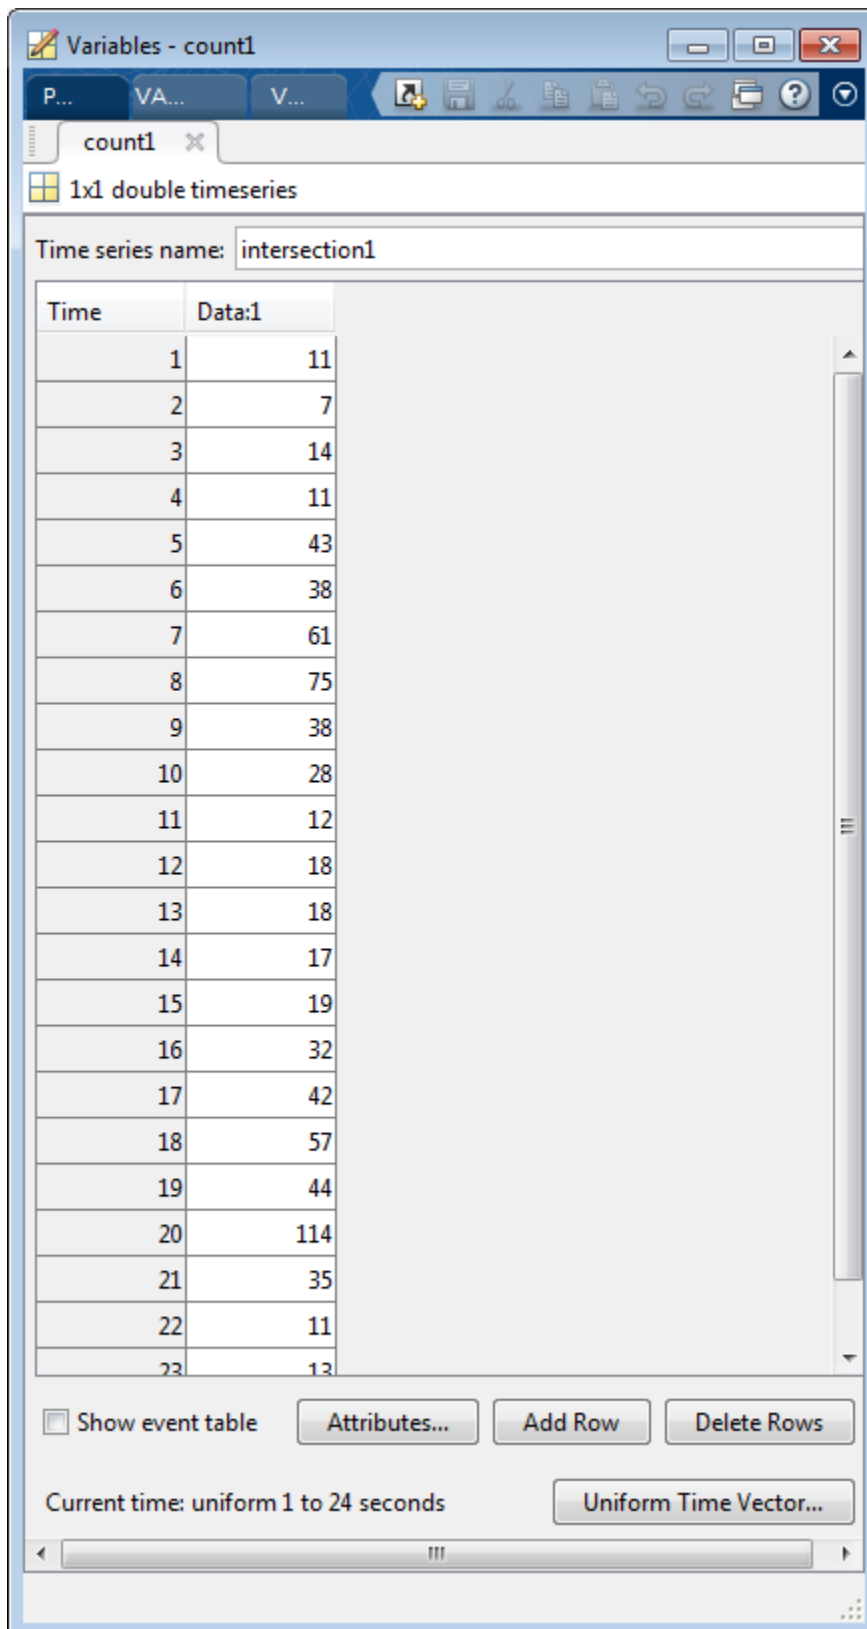 Variables - count1
P... VA... V...
count1
1x1 double timeseries
Time series name: intersection1
Time Data:1
1 11
2 7
3 14
4 11
5 43
6 38
7 61
8 75
9 38
10 28
11 12
12 18
13 18
14 17
15 19
16 32
17 42
18 57
19 44
20 114
21 35
22 11
23 13
Show event table Attributes... Add Row Delete Rows
Current time: uniform 1 to 24 seconds Uniform Time Vector...